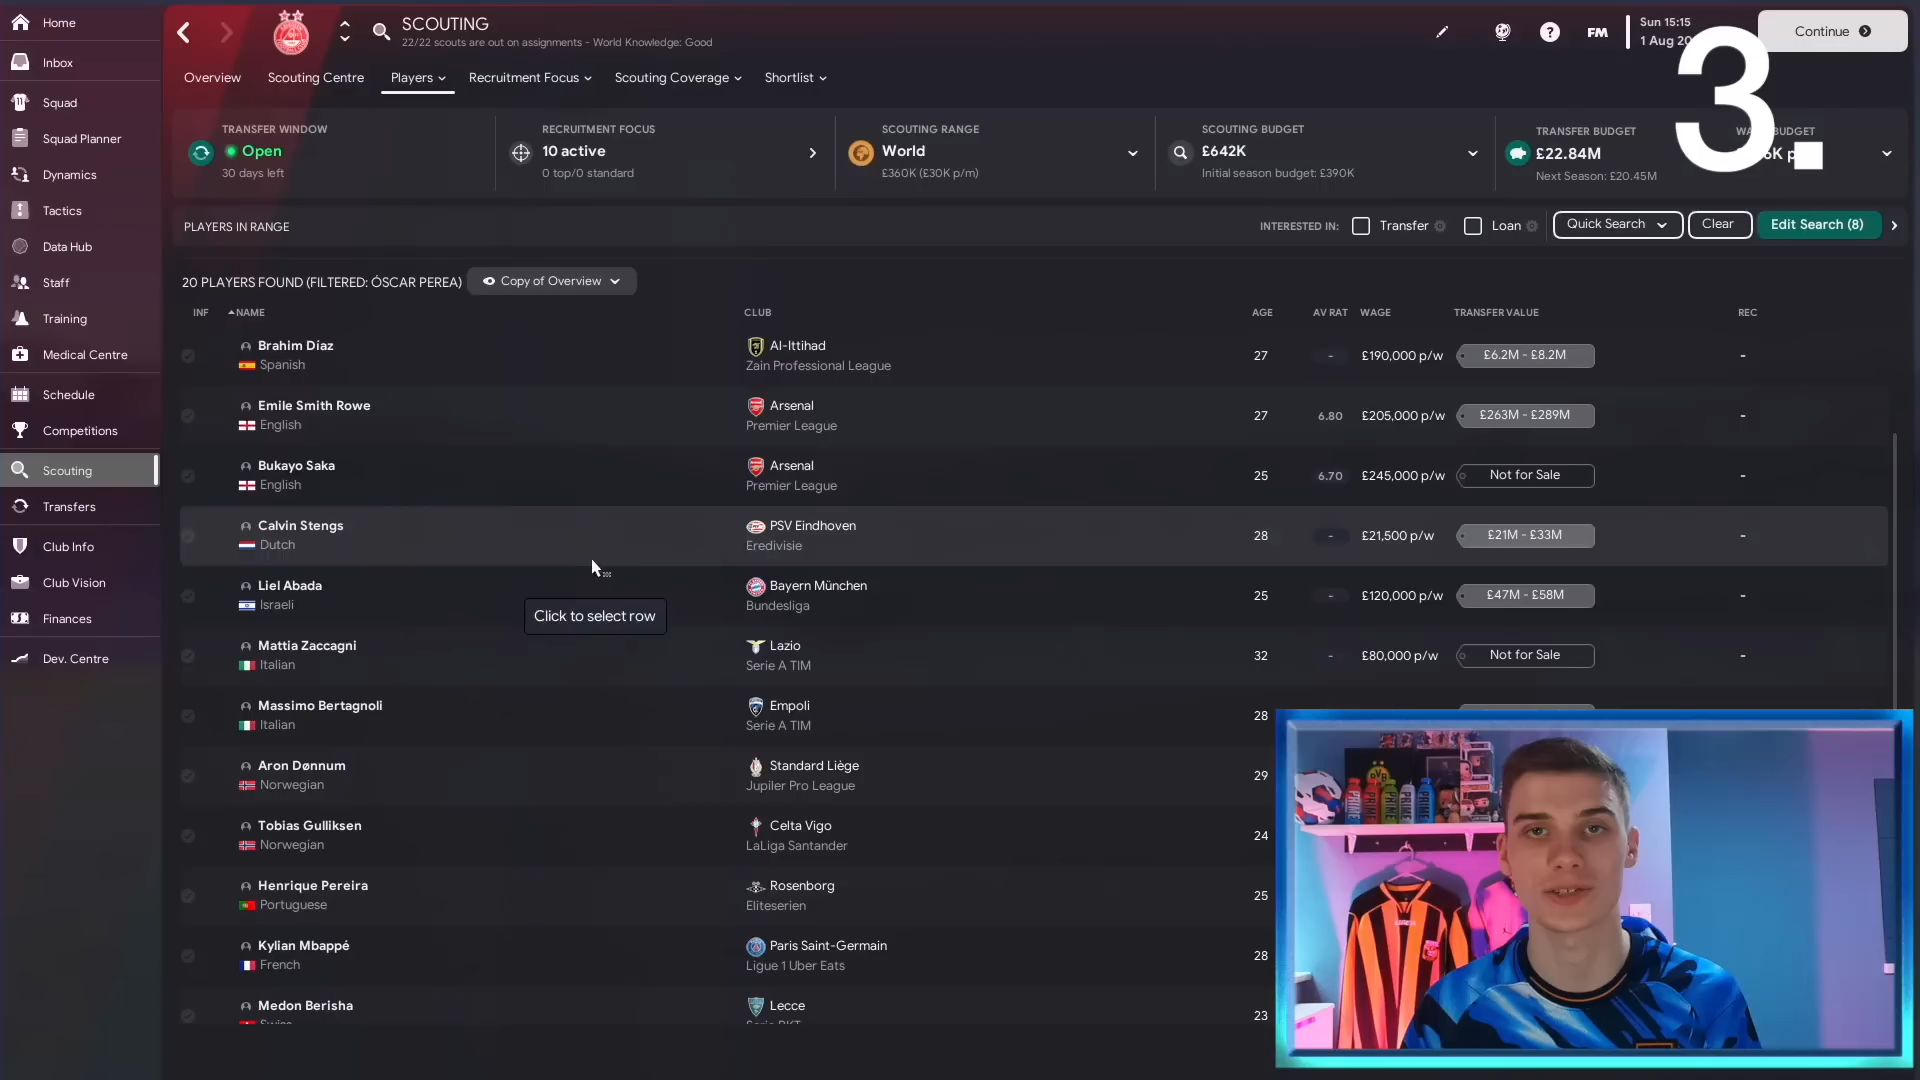 Home
Inbox
Squad
Squad Planner
Dynamics
Tactics
Data Hub
Staff
Training
Medical Centre
Schedule
Competitions
Scouting
Transfers
Club Info
Club Vision
Finances
Dev. Centre
SCOUTING
22/22 scouts are out on assignments - World Knowledge: Good
FM
Sun 15:15
1 Aug 20
Continue
3.
Overview
Scouting Centre
Players
Recruitment Focus
Scouting Coverage
Shortlist
TRANSFER WINDOW
Open
30 days left
RECRUITMENT FOCUS
10 active
0 top/0 standard
SCOUTING RANGE
World
£360K (£30K p/m)
SCOUTING BUDGET
£642K
Initial season budget: £390K
TRANSFER BUDGET
£22.84M
Next Season: £20.45M
BUDGET
PLAYERS IN RANGE
INTERESTED IN:
Transfer
Loan
Quick Search
Clear
Edit Search (8)
20 PLAYERS FOUND (FILTERED: ÓSCAR PEREA)
Copy of Overview
INF NAME CLUB AGE AV RAT WAGE TRANSFER VALUE REC
Brahim Díaz Al-Ittihad 27 - £190,000 p/w £6.2M - £8.2M -
Spanish Zain Professional League
Emile Smith Rowe Arsenal 27 6.80 £205,000 p/w £263M - £289M -
English Premier League
Bukayo Saka Arsenal 25 6.70 £245,000 p/w Not for Sale -
English Premier League
Calvin Stengs PSV Eindhoven 28 - £21,500 p/w £21M - £33M -
Dutch Eredivisie
Liel Abada Bayern München 25 - £120,000 p/w £47M - £58M -
Israeli Bundesliga
Click to select row
Mattia Zaccagni Lazio 32 - £80,000 p/w Not for Sale -
Italian Serie A TIM
Massimo Bertagnoli Empoli 28
Italian Serie A TIM
Aron Dønnum Standard Liège 29
Norwegian Jupiler Pro League
Tobias Gulliksen Celta Vigo 24
Norwegian LaLiga Santander
Henrique Pereira Rosenborg 25
Portuguese Eliteserien
Kylian Mbappé Paris Saint-Germain 28
French Ligue 1 Uber Eats
Medon Berisha Lecce 23
PRIME
PRIME
PRIME
PRIME
BVB